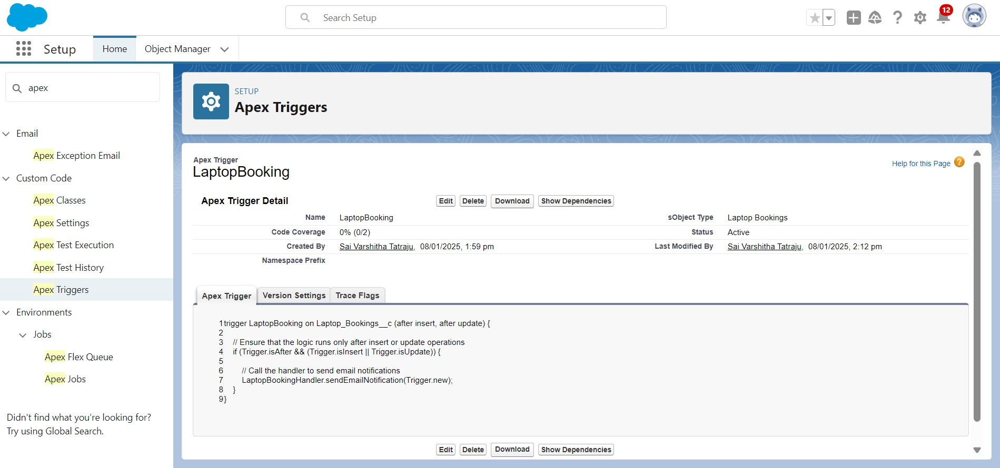 Search Setup
12
Setup
Home
Object Manager
apex
Email
Apex Exception Email
Custom Code
Apex Classes
Apex Settings
Apex Test Execution
Apex Test History
Apex Triggers
Environments
Jobs
Apex Flex Queue
Apex Jobs
Didn't find what you're looking for?
Try using Global Search.
SETUP
Apex Triggers
Apex Trigger
LaptopBooking
Help for this Page ?
Apex Trigger Detail
Edit Delete Download Show Dependencies
Name LaptopBooking sObject Type Laptop Bookings
Code Coverage 0% (0/2) Status Active
Created By Sai Varshitha Tatraju, 08/01/2025, 1:59 pm Last Modified By Sai Varshitha Tatraju, 08/01/2025, 2:12 pm
Namespace Prefix
Apex Trigger Version Settings Trace Flags
1 trigger LaptopBooking on Laptop_Bookings__c (after insert, after update) {
2
3 // Ensure that the logic runs only after insert or update operations
4 if (Trigger.isAfter && (Trigger.isInsert || Trigger.isUpdate)) {
5
6 // Call the handler to send email notifications
7 LaptopBookingHandler.sendEmailNotification(Trigger.new);
8 }
9 }
Edit Delete Download Show Dependencies